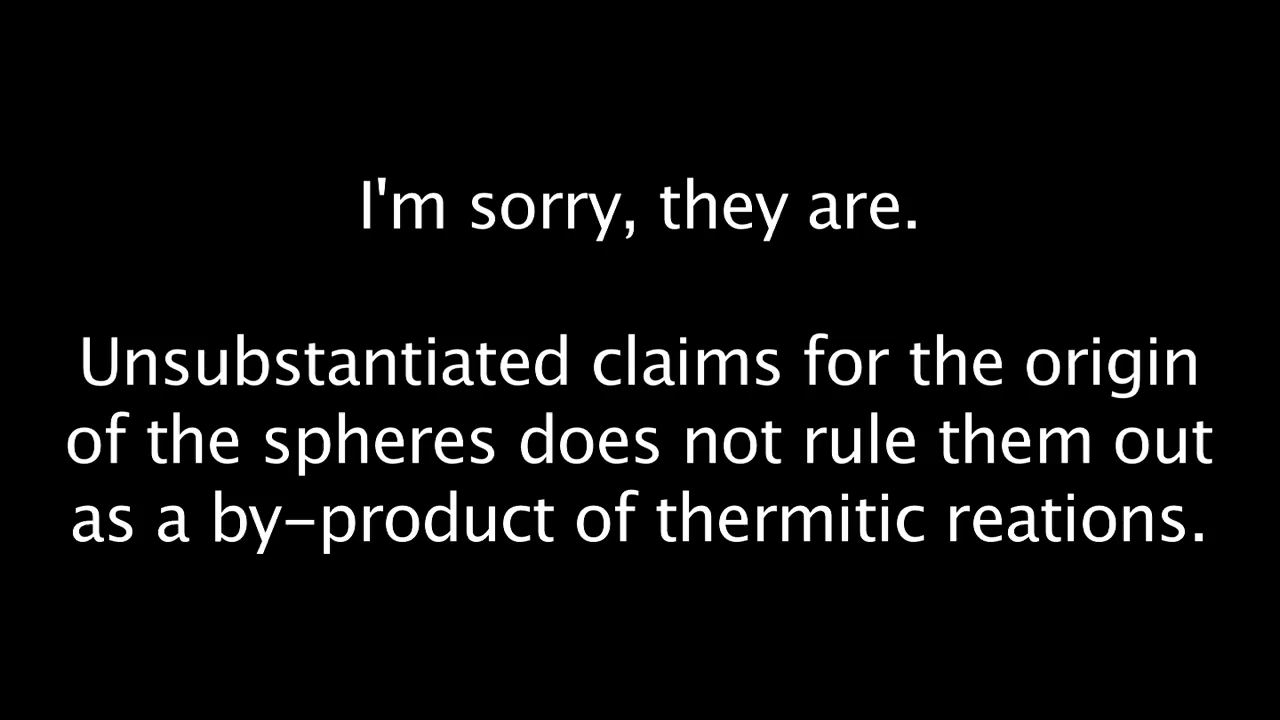 I'm sorry, they are.
Unsubstantiated claims for the origin
of the spheres does not rule them out
as a by-product of thermitic reations.